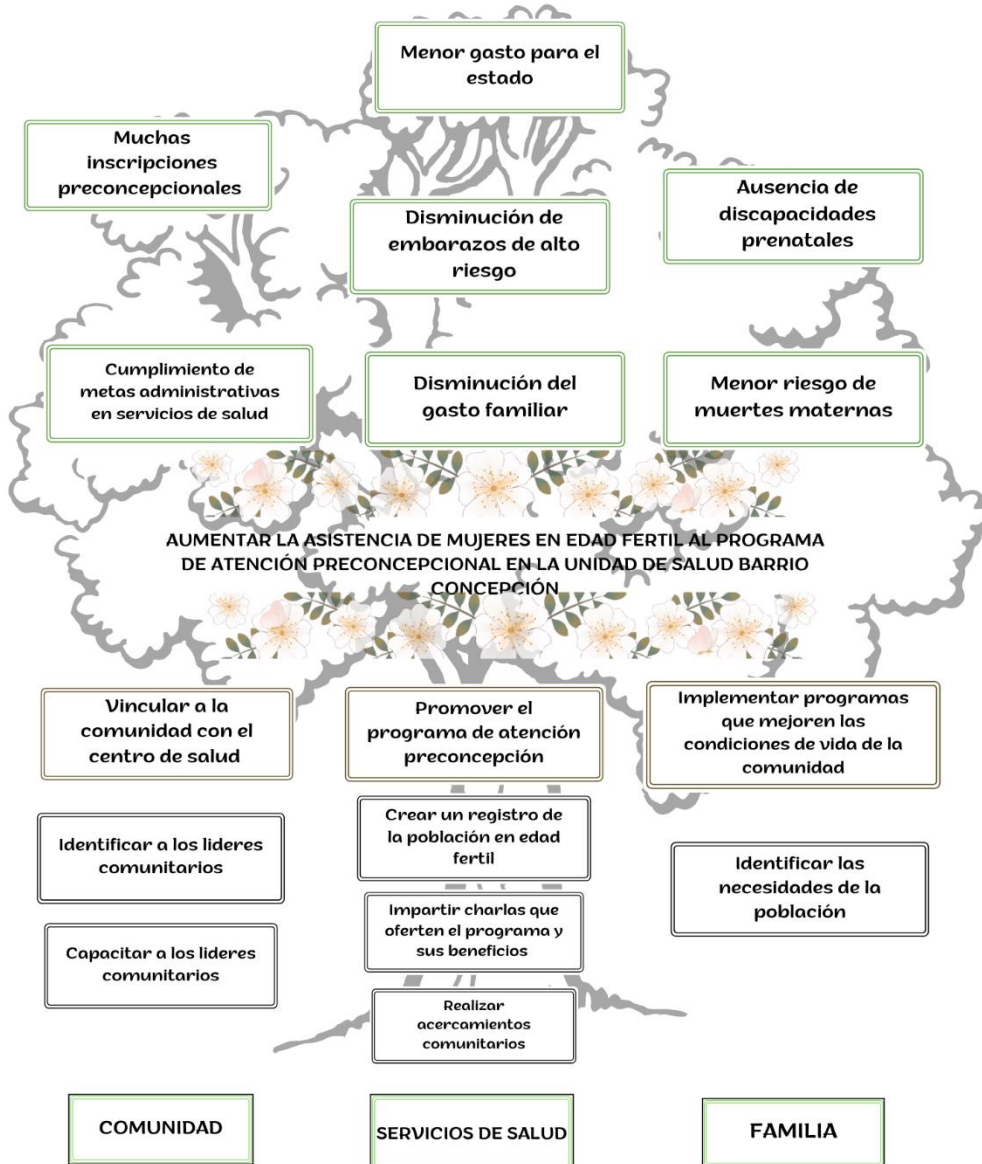 Menor gasto para el
estado
Muchas
inscripciones
preconcepcionales
Disminución de
embarazos de alto
riesgo
Ausencia de
discapacidades
prenatales
Cumplimiento de
metas administrativas
en servicios de salud
Disminución del
gasto familiar
Menor riesgo de
muertes maternas
AUMENTAR LA ASISTENCIA DE MUJERES EN EDAD FERTIL AL PROGRAMA
DE ATENCIÓN PRECONCEPCIONAL EN LA UNIDAD DE SALUD BARRIO
CONCEPCIÓN
Vincular a la
comunidad con el
centro de salud
Promover el
programa de atención
preconcepción
Implementar programas
que mejoren las
condiciones de vida de la
comunidad
Identificar a los lideres
comunitarios
Crear un registro de
la población en edad
fertil
Identificar las
necesidades de la
población
Capacitar a los lideres
comunitarios
Impartir charlas que
oferten el programa y
sus beneficios
Realizar
acercamientos
comunitarios
COMUNIDAD
SERVICIOS DE SALUD
FAMILIA